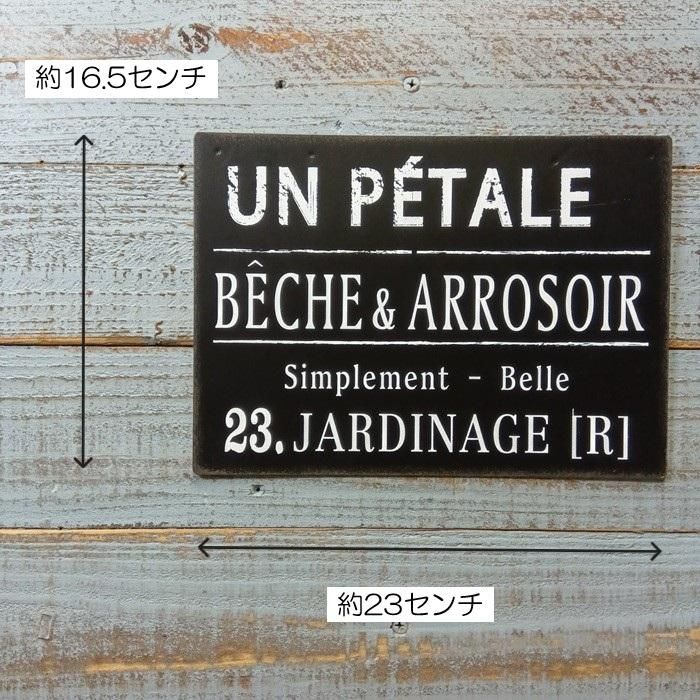 約16.5センチ
UN PÉTALE
BÊCHE & ARROSOIR
Simplement - Belle
23. JARDINAGE [R]
約23センチ